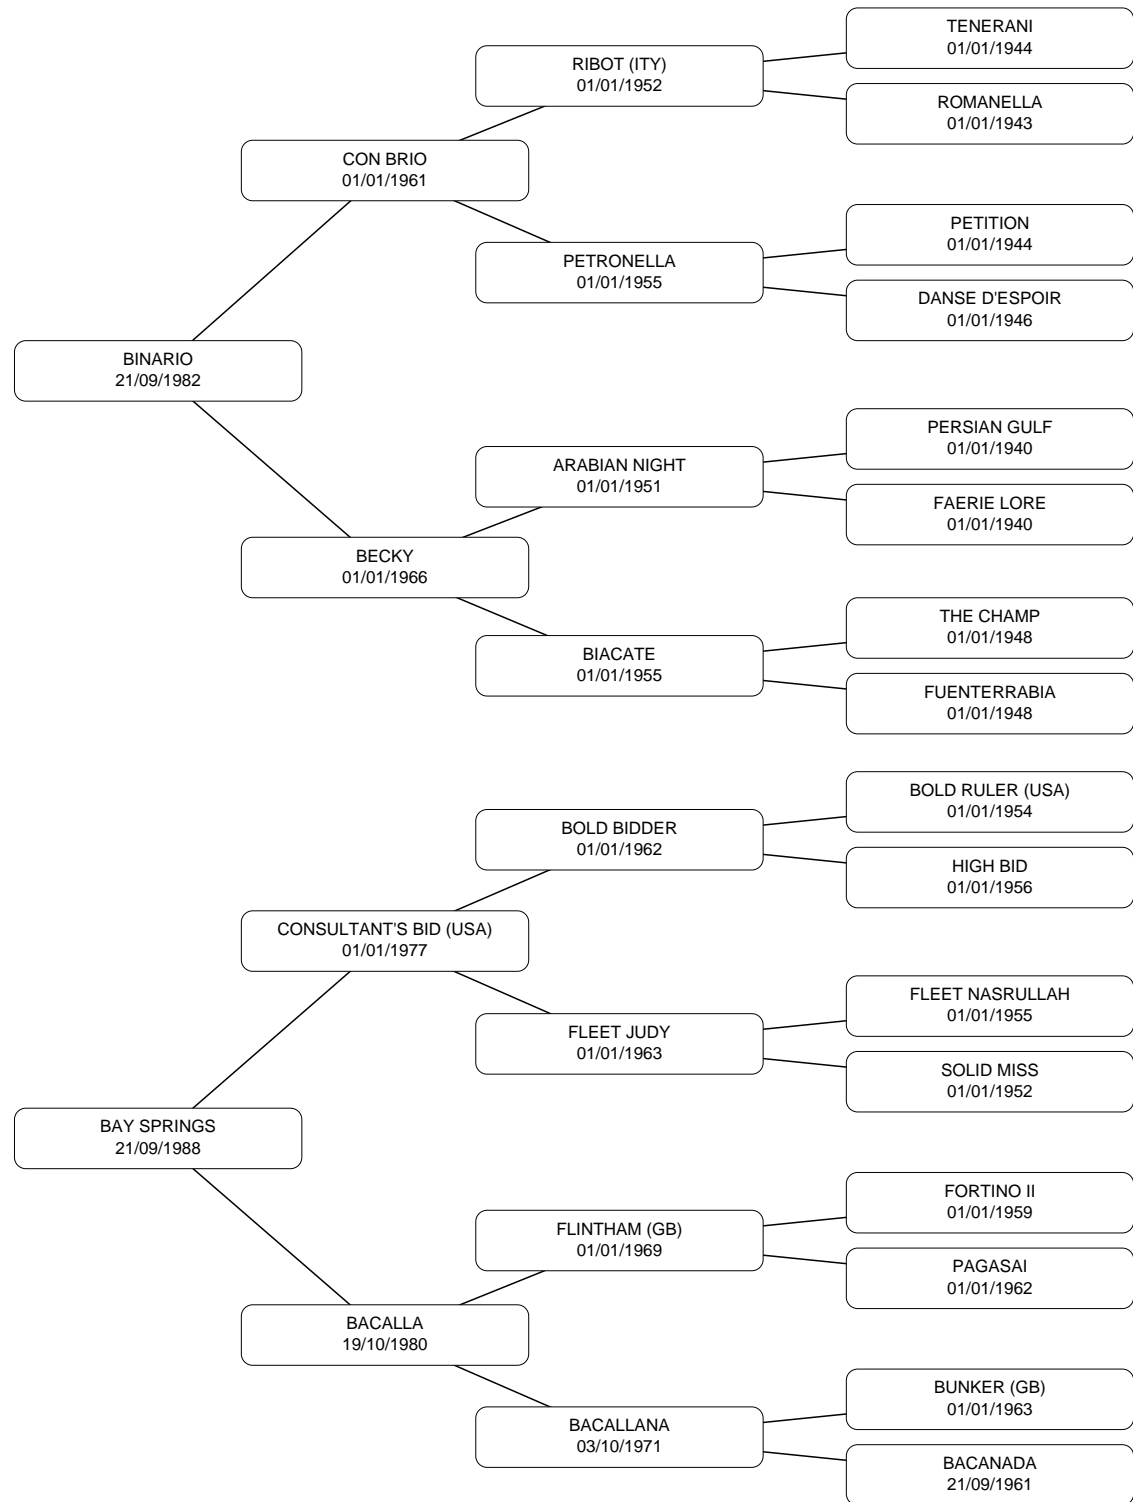 TENERANI
01/01/1944
RIBOT (ITY)
01/01/1952
ROMANELLA
01/01/1943
CON BRIO
01/01/1961
PETITION
01/01/1944
PETRONELLA
01/01/1955
DANSE D'ESPOIR
01/01/1946
BINARIO
21/09/1982
PERSIAN GULF
01/01/1940
ARABIAN NIGHT
01/01/1951
FAERIE LORE
01/01/1940
BECKY
01/01/1966
THE CHAMP
01/01/1948
BIACATE
01/01/1955
FUENTERRABIA
01/01/1948
BOLD RULER (USA)
01/01/1954
BOLD BIDDER
01/01/1962
HIGH BID
01/01/1956
CONSULTANT'S BID (USA)
01/01/1977
FLEET NASRULLAH
01/01/1955
FLEET JUDY
01/01/1963
SOLID MISS
01/01/1952
BAY SPRINGS
21/09/1988
FORTINO II
01/01/1959
FLINTHAM (GB)
01/01/1969
PAGASAI
01/01/1962
BACALLA
19/10/1980
BUNKER (GB)
01/01/1963
BACALLANA
03/10/1971
BACANADA
21/09/1961